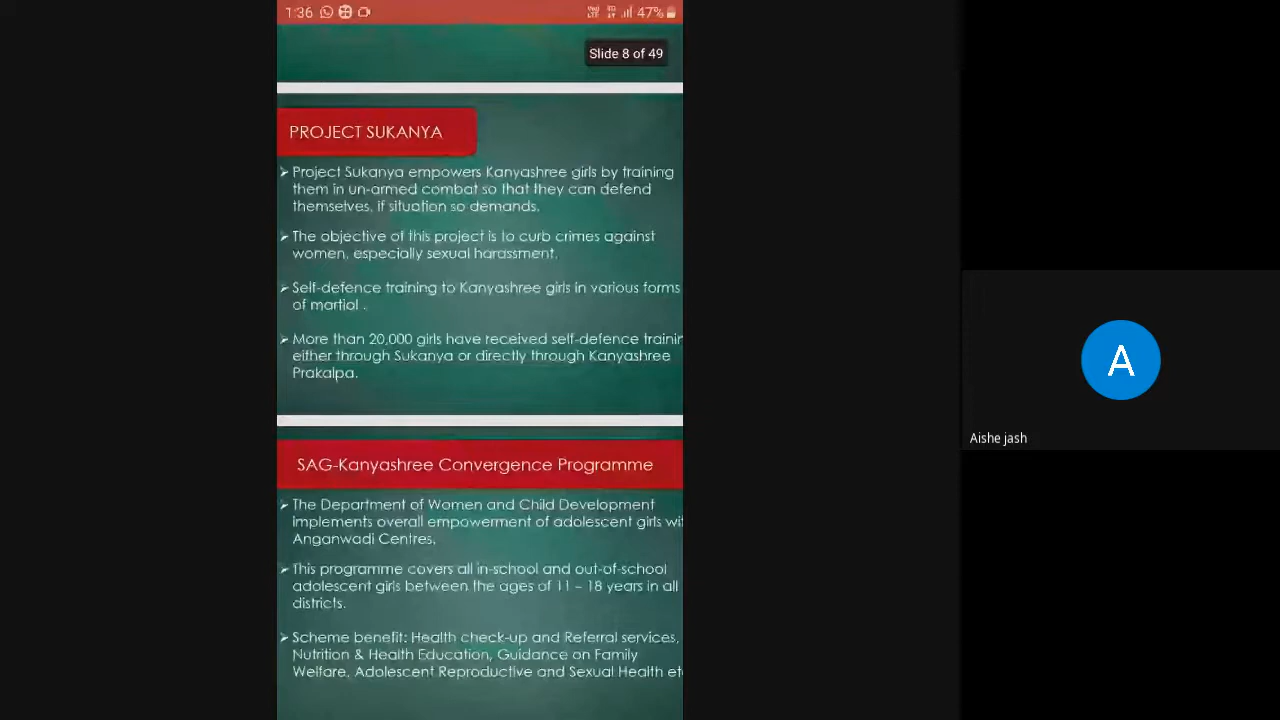 1:36
47%
Slide 8 of 49
PROJECT SUKANYA
➢ Project Sukanya empowers Kanyashree girls by training
them in un-armed combat so that they can defend
themselves, if situation so demands.
➢ The objective of this project is to curb crimes against
women, especially sexual harassment.
➢ Self-defence training to Kanyashree girls in various forms
of martial .
➢ More than 20,000 girls have received self-defence trainin
either through Sukanya or directly through Kanyashree
Prakalpa.
SAG-Kanyashree Convergence Programme
➢ The Department of Women and Child Development
implements overall empowerment of adolescent girls wi
Anganwadi Centres.
➢ This programme covers all in-school and out-of-school
adolescent girls between the ages of 11 – 18 years in all
districts.
➢ Scheme benefit: Health check-up and Referral services,
Nutrition & Health Education, Guidance on Family
Welfare, Adolescent Reproductive and Sexual Health et
A
Aishe jash